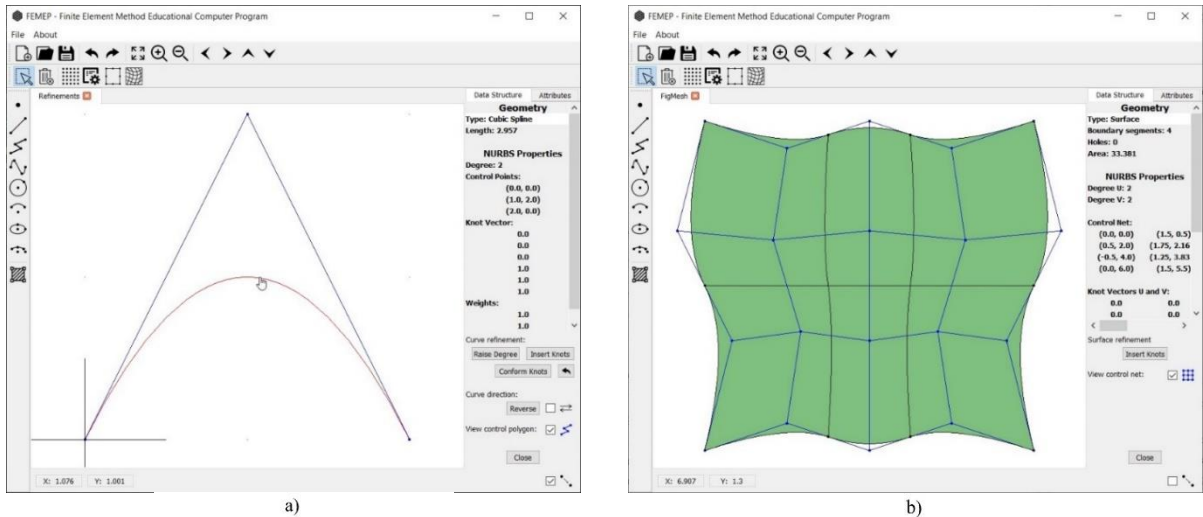 FEMEP - Finite Element Method Educational Computer Program
File About
Refinements
Data Structure Attributes
Geometry
Type: Cubic Spline
Length: 2.957
NURBS Properties
Degree: 2
Control Points:
(0.0, 0.0)
(1.0, 2.0)
(2.0, 0.0)
Knot Vector:
0.0
0.0
0.0
1.0
1.0
1.0
Weights:
1.0
1.0
Curve refinement:
Raise Degree Insert Knots
Conform Knots
Curve direction:
Reverse
View control polygon:
Close
X: 1.076 Y: 1.001
a)
FEMEP - Finite Element Method Educational Computer Program
File About
FigMesh
Data Structure Attributes
Geometry
Type: Surface
Boundary segments: 4
Holes: 0
Area: 33.381
NURBS Properties
Degree U: 2
Degree V: 2
Control Net:
(0.0, 0.0) (1.5, 0.5)
(0.5, 2.0) (1.75, 2.16
(-0.5, 4.0) (1.25, 3.83
(0.0, 6.0) (1.5, 5.5)
Knot Vectors U and V:
0.0 0.0
0.0 0.0
Surface refinement
Insert Knots
View control net:
Close
X: 6.907 Y: 1.3
b)